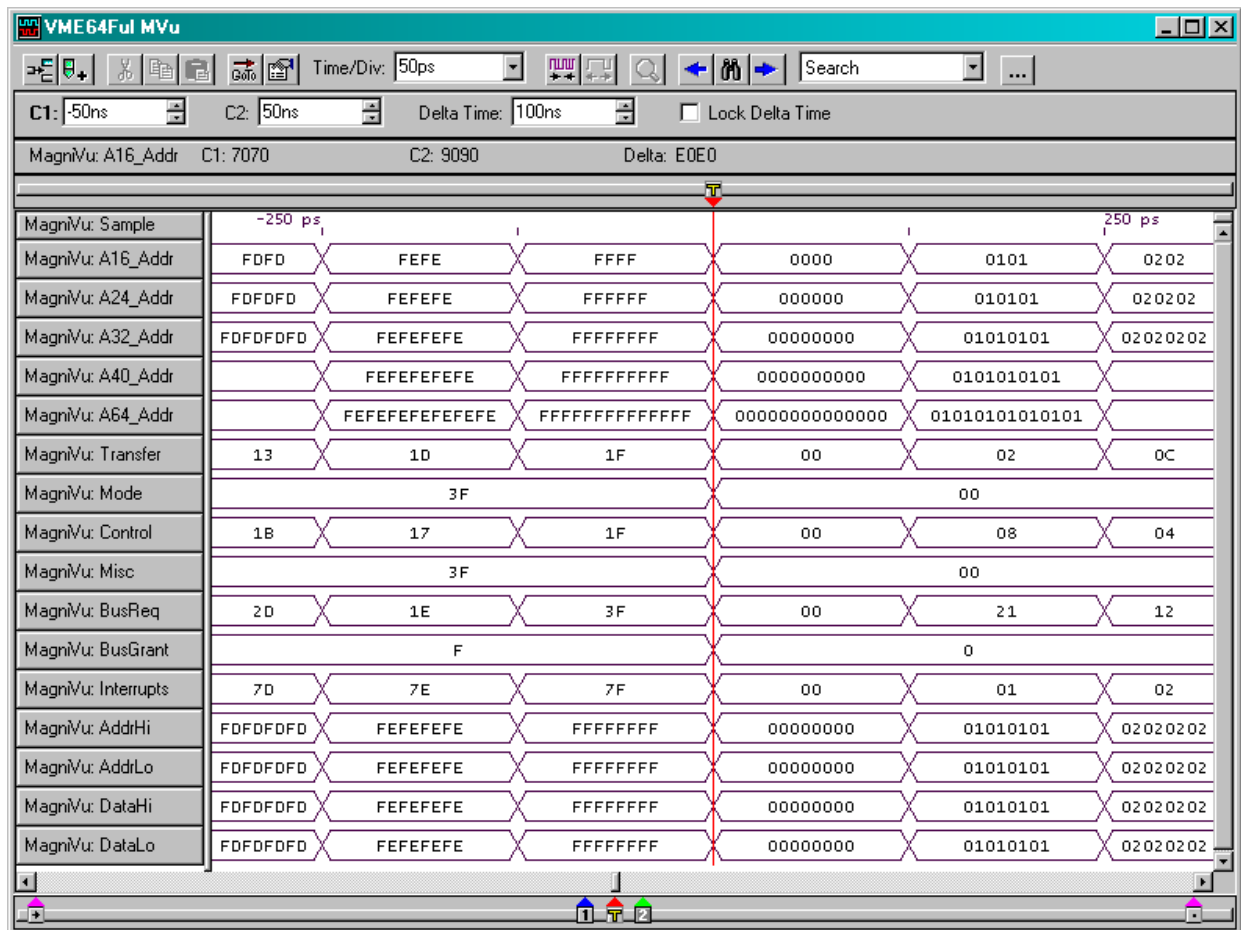 VME64Ful MVu
GoTo Time/Div: 50ps Search ...
C1: -50ns C2: 50ns Delta Time: 100ns Lock Delta Time
MagniVu: A16_Addr C1: 7070 C2: 9090 Delta: E0E0
T
MagniVu: Sample -250 ps 250 ps
MagniVu: A16_Addr FDFD FEFE FFFF 0000 0101 0202
MagniVu: A24_Addr FDFDFD FEFEFE FFFFFF 000000 010101 020202
MagniVu: A32_Addr FDFDFDFD FEFEFEFE FFFFFFFF 00000000 01010101 02020202
MagniVu: A40_Addr FEFEFEFEFE FFFFFFFFFF 0000000000 0101010101
MagniVu: A64_Addr FEFEFEFEFEFEFE FFFFFFFFFFFFFF 00000000000000 01010101010101
MagniVu: Transfer 13 1D 1F 00 02 0C
MagniVu: Mode 3F 00
MagniVu: Control 1B 17 1F 00 08 04
MagniVu: Misc 3F 00
MagniVu: BusReq 2D 1E 3F 00 21 12
MagniVu: BusGrant F 0
MagniVu: Interrupts 7D 7E 7F 00 01 02
MagniVu: AddrHi FDFDFDFD FEFEFEFE FFFFFFFF 00000000 01010101 02020202
MagniVu: AddrLo FDFDFDFD FEFEFEFE FFFFFFFF 00000000 01010101 02020202
MagniVu: DataHi FDFDFDFD FEFEFEFE FFFFFFFF 00000000 01010101 02020202
MagniVu: DataLo FDFDFDFD FEFEFEFE FFFFFFFF 00000000 01010101 02020202
1 T 2